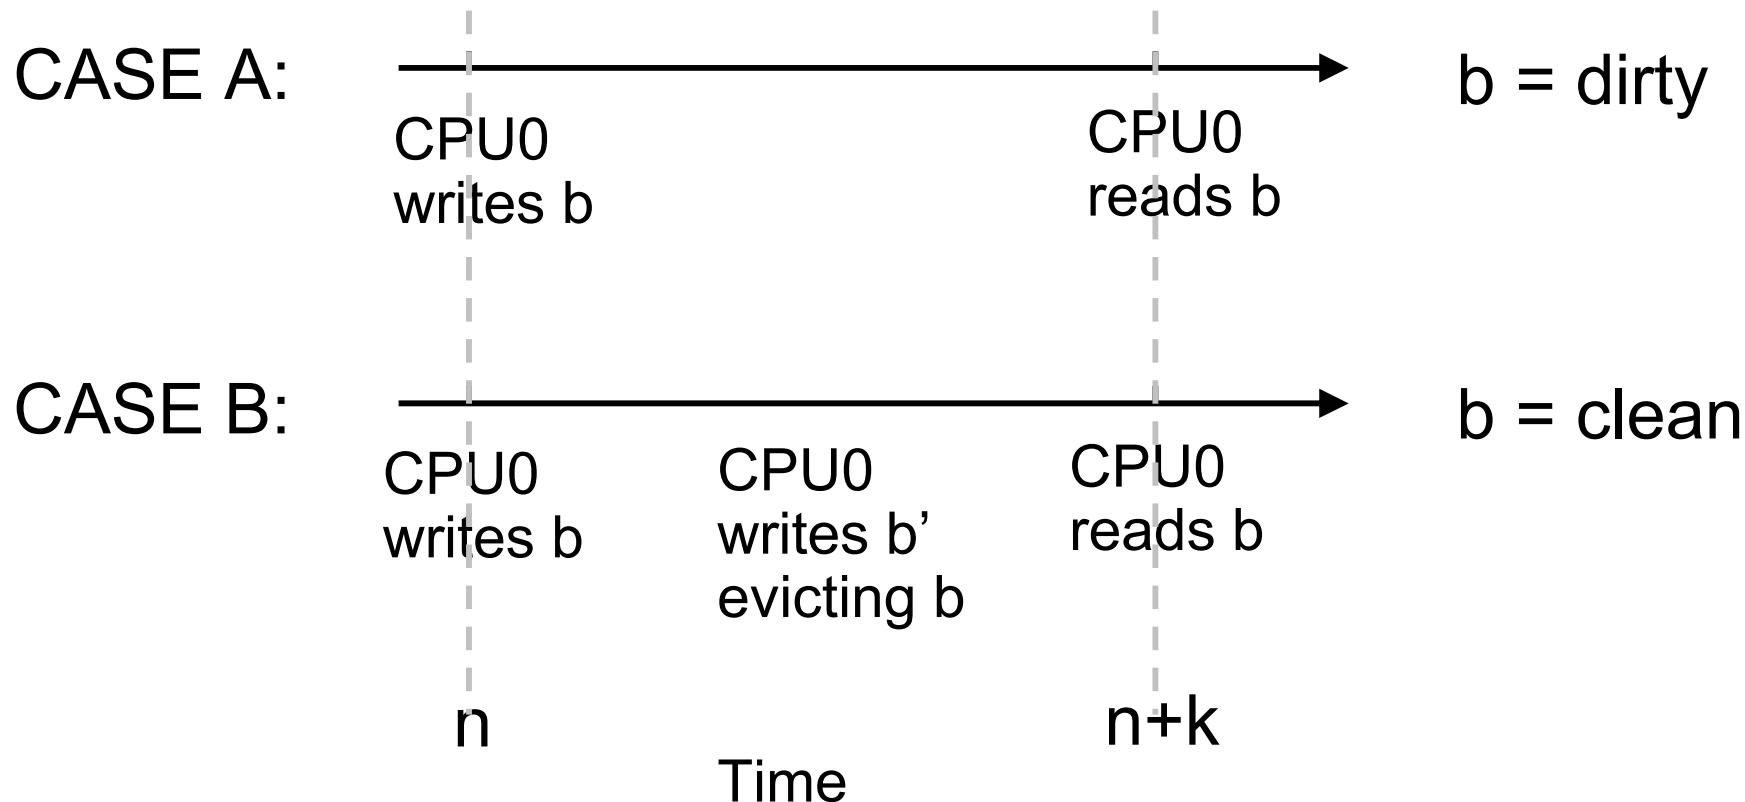 CASE A:
b = dirty
CPU0
writes b
CPU0
reads b
CASE B:
b = clean
CPU0
writes b
CPU0
writes b’
evicting b
CPU0
reads b
n
n+k
Time